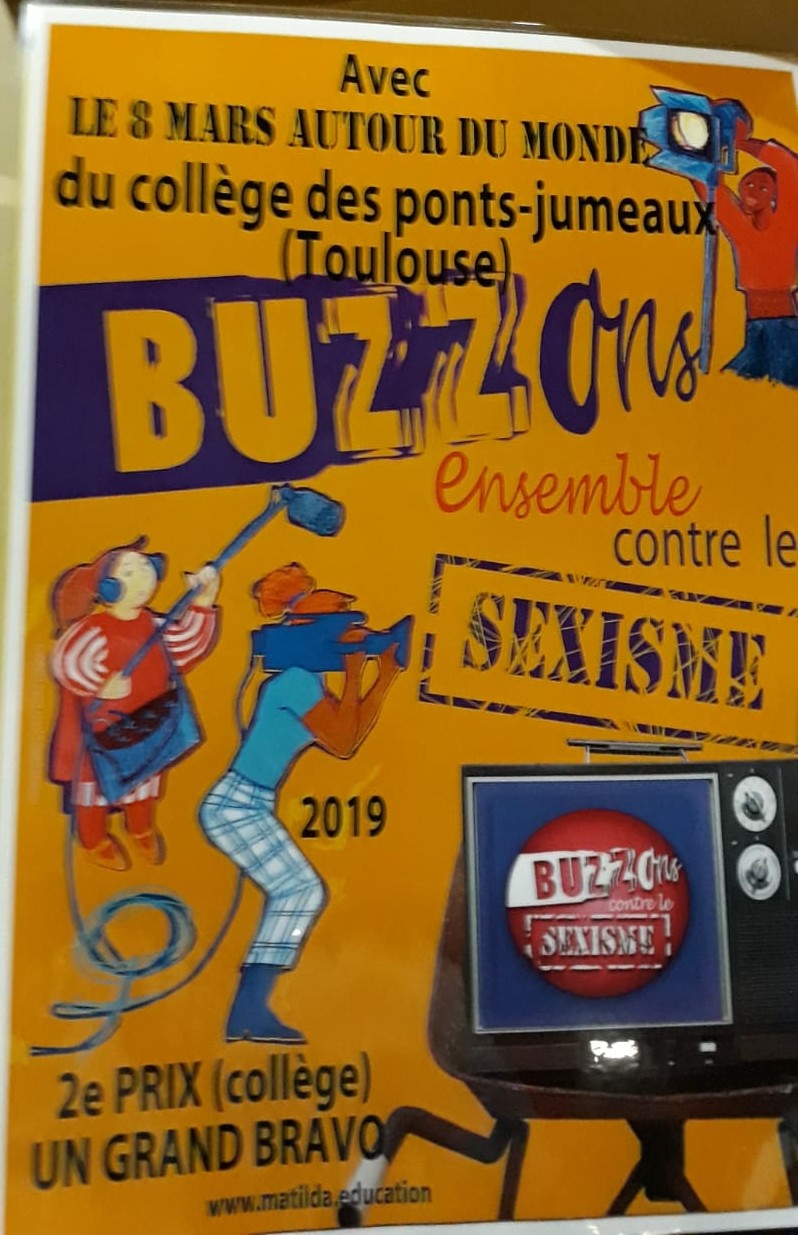 Avec
LE 8 MARS AUTOUR DU MONDE
du collège des ponts-jumeaux
(Toulouse)
BUZZons
ensemble
contre le
SEXISME
2019
BUZZons
contre le
SEXISME
2e PRIX (collège)
UN GRAND BRAVO
www.matilda.education